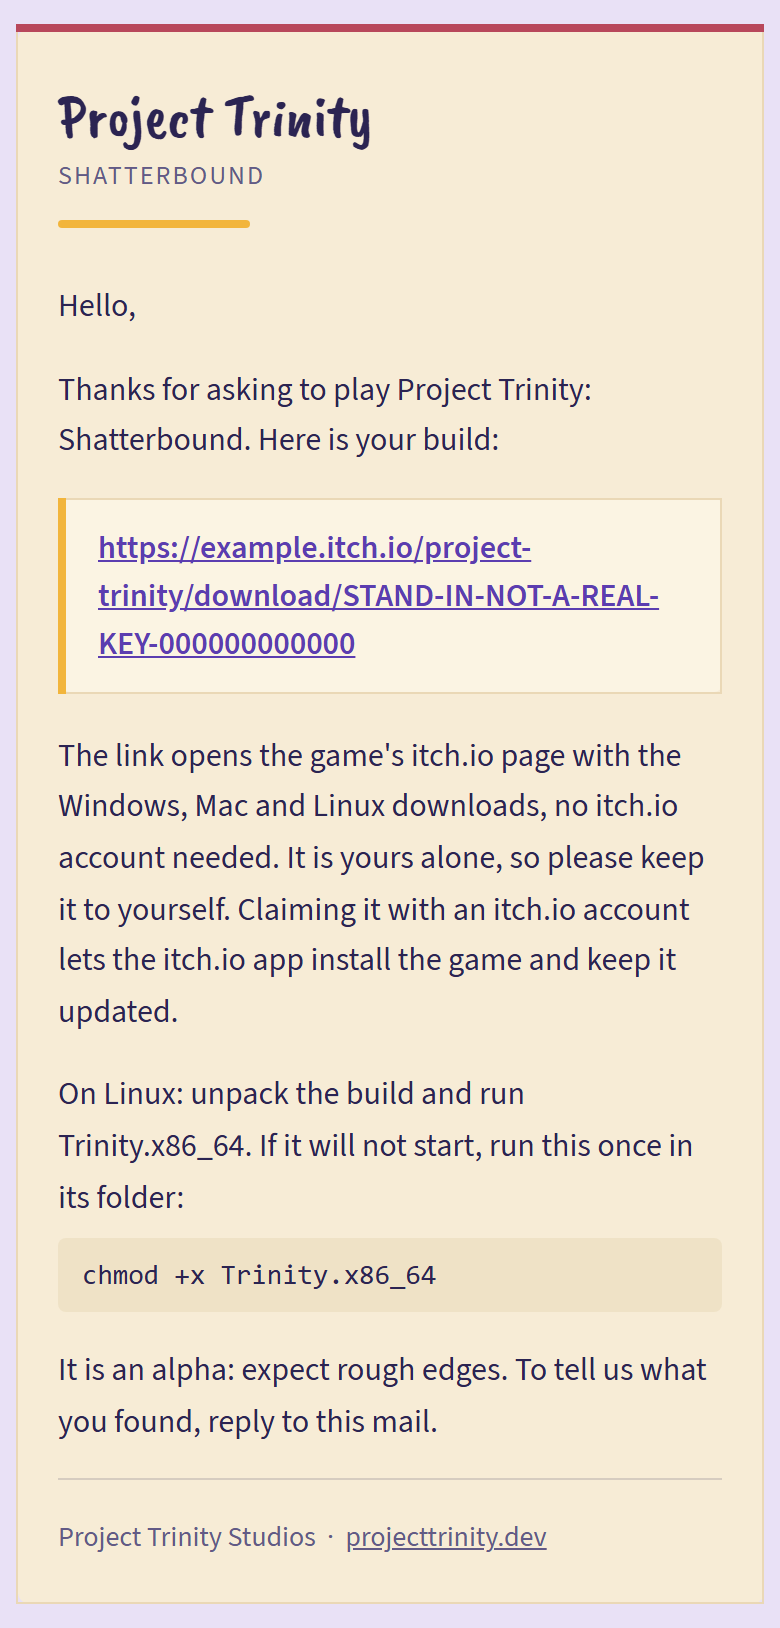 Project Trinity
SHATTERBOUND
Hello,
Thanks for asking to play Project Trinity:
Shatterbound. Here is your build:
https://example.itch.io/project-
trinity/download/STAND-IN-NOT-A-REAL-
KEY-000000000000
The link opens the game's itch.io page with the
Windows, Mac and Linux downloads, no itch.io
account needed. It is yours alone, so please keep
it to yourself. Claiming it with an itch.io account
lets the itch.io app install the game and keep it
updated.
On Linux: unpack the build and run
Trinity.x86_64. If it will not start, run this once in
its folder:
chmod +x Trinity.x86_64
It is an alpha: expect rough edges. To tell us what
you found, reply to this mail.
Project Trinity Studios · projecttrinity.dev